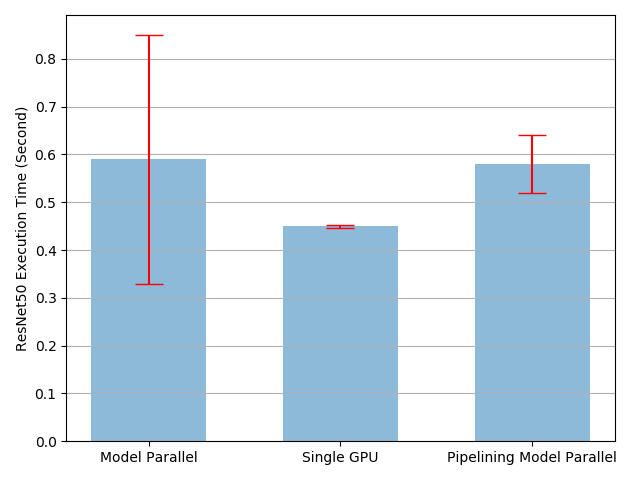 ResNet50 Execution Time (Second)
0.8
0.7
0.6
0.5
0.4
0.3
0.2
0.1
0.0
Model Parallel
Single GPU
Pipelining Model Parallel